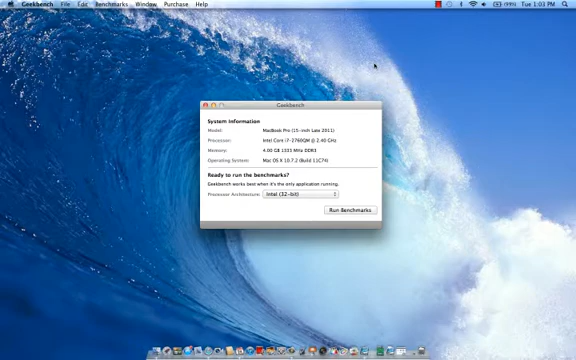 Geekbench File Edit Benchmarks Window Purchase Help (99%) Tue 1:03 PM
Geekbench
System Information
Model: MacBook Pro (15-inch Late 2011)
Processor: Intel Core i7-2760QM @ 2.40 GHz
Memory: 4.00 GB 1333 MHz DDR3
Operating System: Mac OS X 10.7.2 (Build 11C74)
Ready to run the benchmarks?
Geekbench works best when it's the only application running.
Processor Architecture: Intel (32-bit)
Run Benchmarks